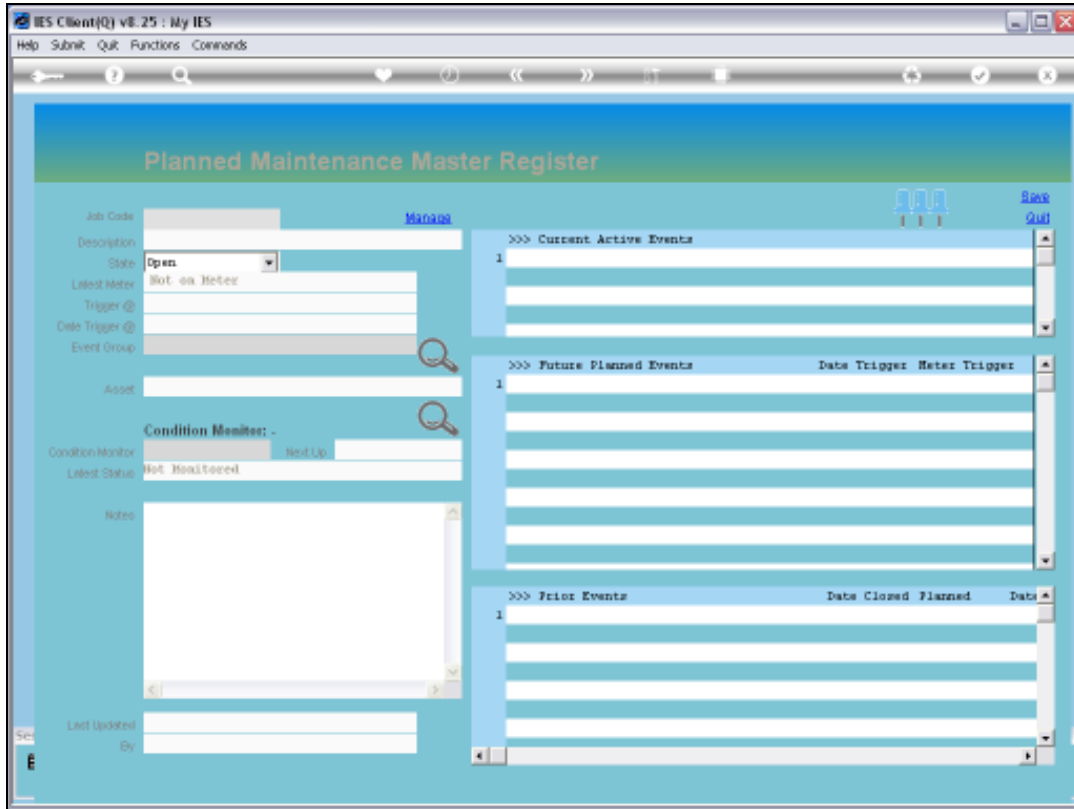 IES Client(Q) v8.25 : My IES
Help Submit Quit Functions Commands
Planned Maintenance Master Register
Save
Job Code Manage Quit
Description
>>> Current Active Events
1
State Open
Latest Meter Not on Meter
Trigger @
Date Trigger @
Event Group
>>> Future Planned Events Date Trigger Meter Trigger
1
Asset
Condition Monitor: -
Condition Monitor Next Up
Latest Status Not Monitored
Notes
>>> Prior Events Date Closed Planned Date
1
Last Updated
By
Se